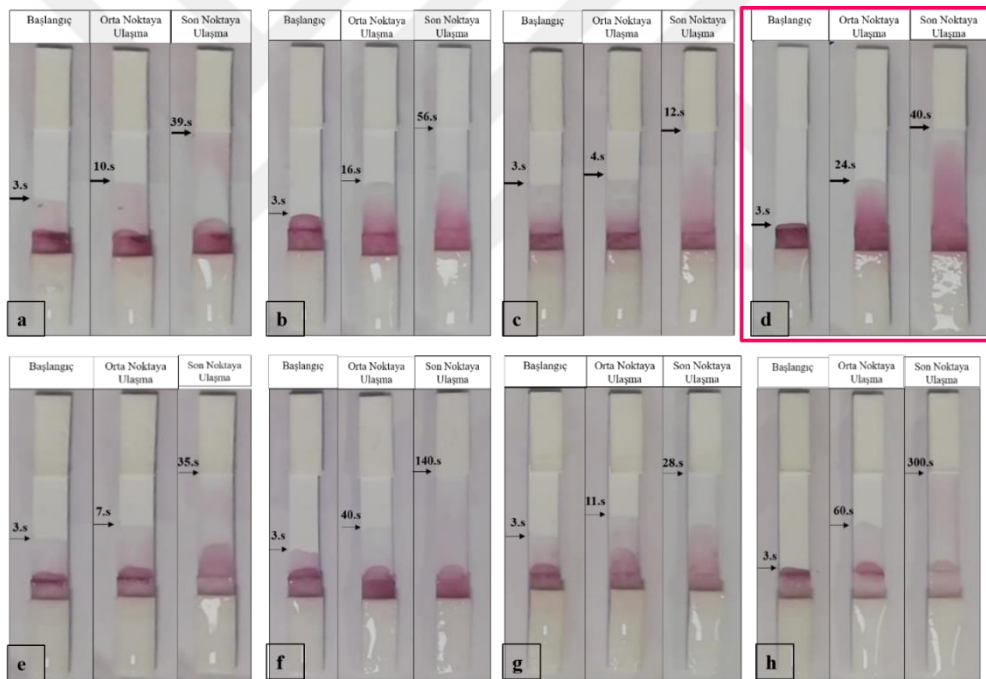 Başlangıç
Orta Noktaya
Ulaşma
Son Noktaya
Ulaşma
3.s
10.s
39.s
a
Başlangıç
Orta Noktaya
Ulaşma
Son Noktaya
Ulaşma
3.s
16.s
56.s
b
Başlangıç
Orta Noktaya
Ulaşma
Son Noktaya
Ulaşma
3.s
4.s
12.s
c
Başlangıç
Orta Noktaya
Ulaşma
Son Noktaya
Ulaşma
3.s
24.s
40.s
d
Başlangıç
Orta Noktaya
Ulaşma
Son Noktaya
Ulaşma
3.s
7.s
35.s
e
Başlangıç
Orta Noktaya
Ulaşma
Son Noktaya
Ulaşma
3.s
40.s
140.s
f
Başlangıç
Orta Noktaya
Ulaşma
Son Noktaya
Ulaşma
3.s
11.s
28.s
g
Başlangıç
Orta Noktaya
Ulaşma
Son Noktaya
Ulaşma
3.s
60.s
300.s
h